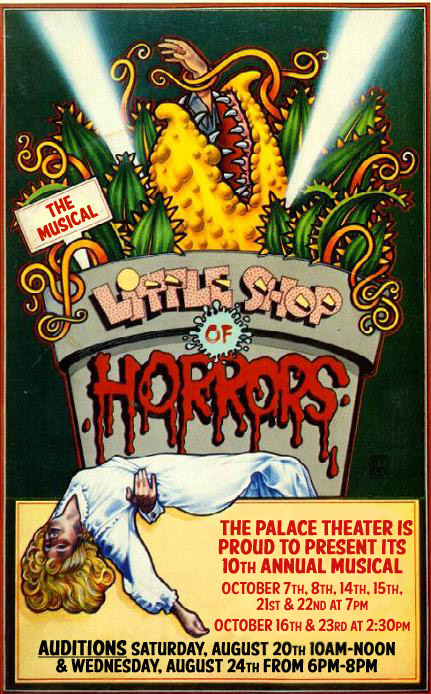 THE
MUSICAL
LITTLE SHOP
OF
HORRORS
THE PALACE THEATER IS
PROUD TO PRESENT ITS
10TH ANNUAL MUSICAL
OCTOBER 7TH, 8TH, 14TH, 15TH,
21ST & 22ND AT 7PM
OCTOBER 16TH & 23RD AT 2:30PM
AUDITIONS SATURDAY, AUGUST 20TH 10AM-NOON
& WEDNESDAY, AUGUST 24TH FROM 6PM-8PM